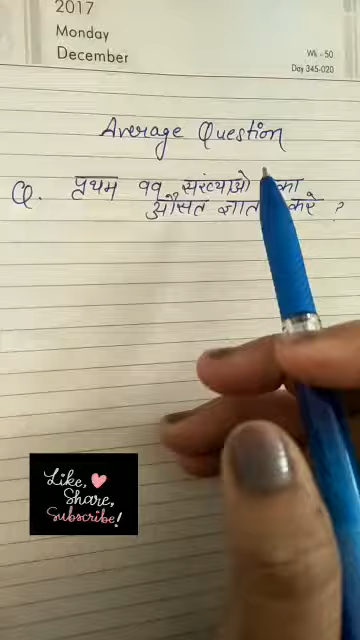 2017
Monday
December
Wk - 50
Day 345-020
Average Question
Q. प्रथम 99 संख्याओ का
औसत ज्ञात करे ?
Like,
Share,
Subscribe!